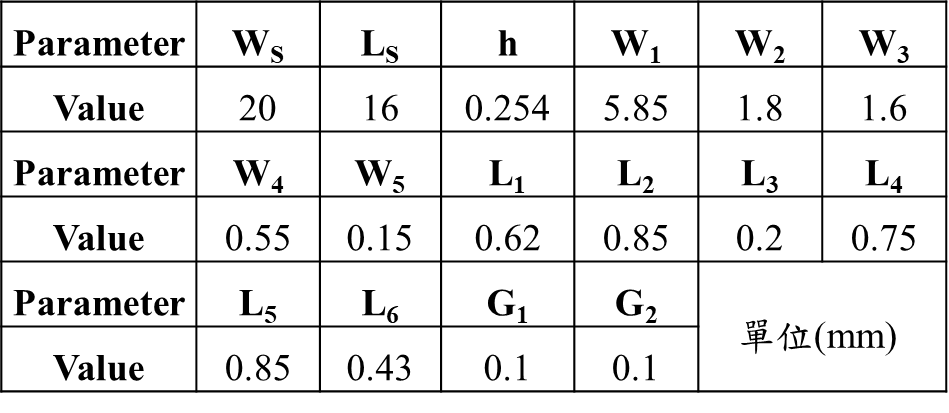 Parameter W_S L_S h W_1 W_2 W_3
Value 20 16 0.254 5.85 1.8 1.6
Parameter W_4 W_5 L_1 L_2 L_3 L_4
Value 0.55 0.15 0.62 0.85 0.2 0.75
Parameter L_5 L_6 G_1 G_2 單位(mm)
Value 0.85 0.43 0.1 0.1